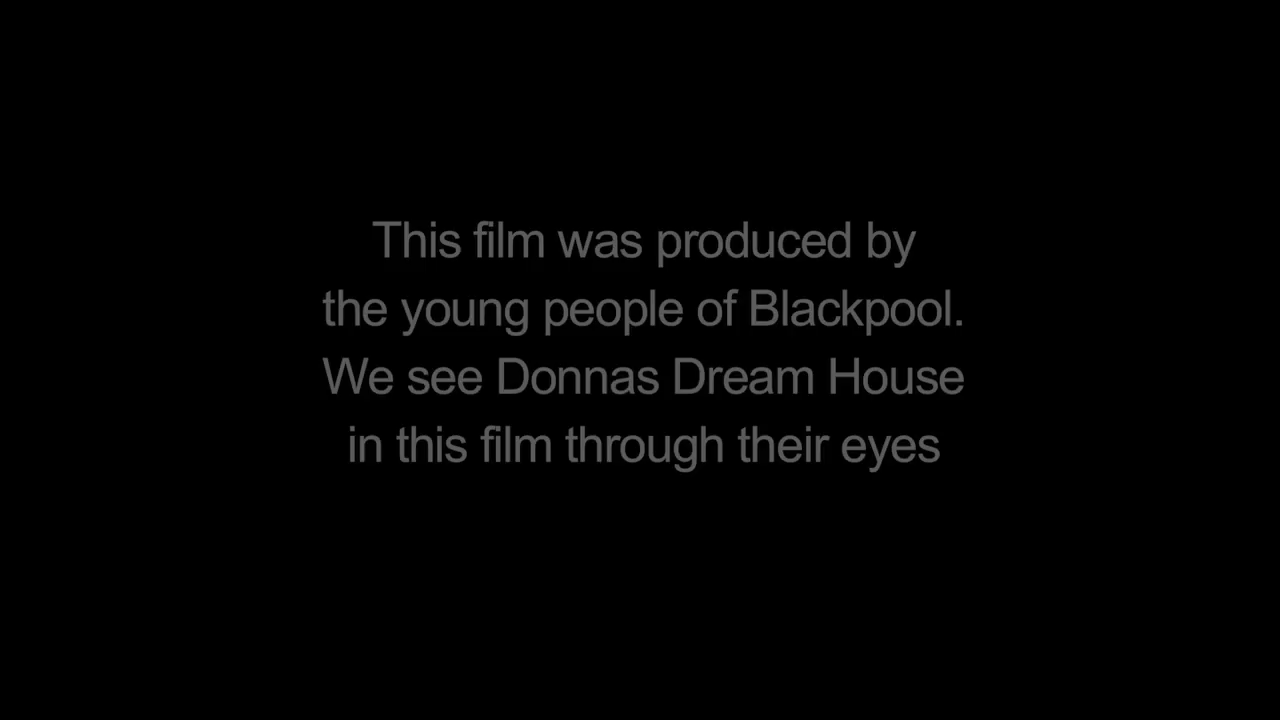 This film was produced by
the young people of Blackpool.
We see Donnas Dream House
in this film through their eyes